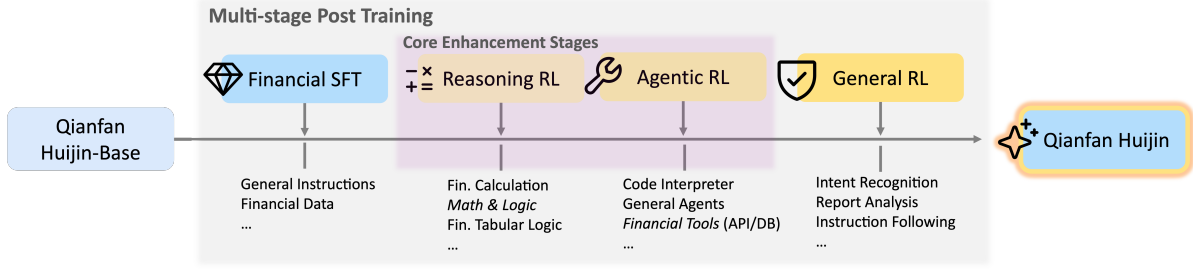 Multi-stage Post Training
Core Enhancement Stages
Financial SFT
Reasoning RL
Agentic RL
General RL
Qianfan
Huijin-Base
Qianfan Huijin
General Instructions
Financial Data
...
Fin. Calculation
Math & Logic
Fin. Tabular Logic
...
Code Interpreter
General Agents
Financial Tools (API/DB)
...
Intent Recognition
Report Analysis
Instruction Following
...